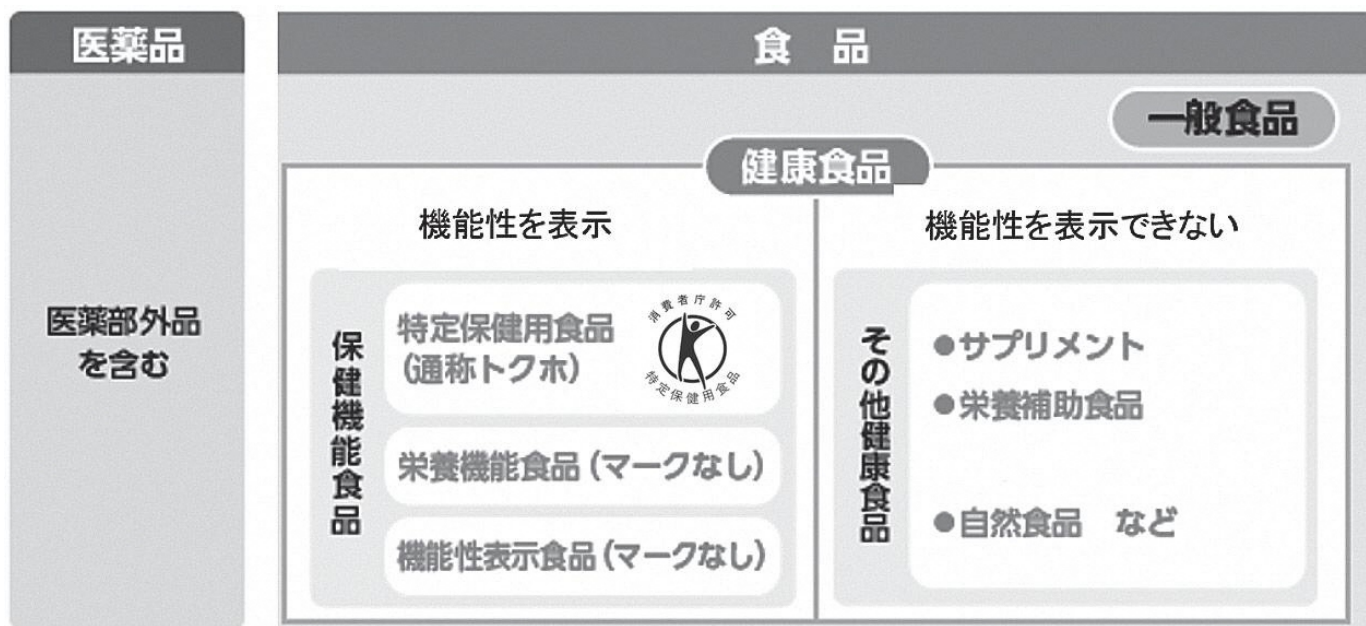 医薬品
医薬部外品
を含む
食 品
一般食品
健康食品
機能性を表示
保健機能食品
特定保健用食品
(通称トクホ)
消費者庁許可
特定保健用食品
栄養機能食品(マークなし)
機能性表示食品(マークなし)
機能性を表示できない
その他健康食品
●サプリメント
●栄養補助食品
●自然食品 など